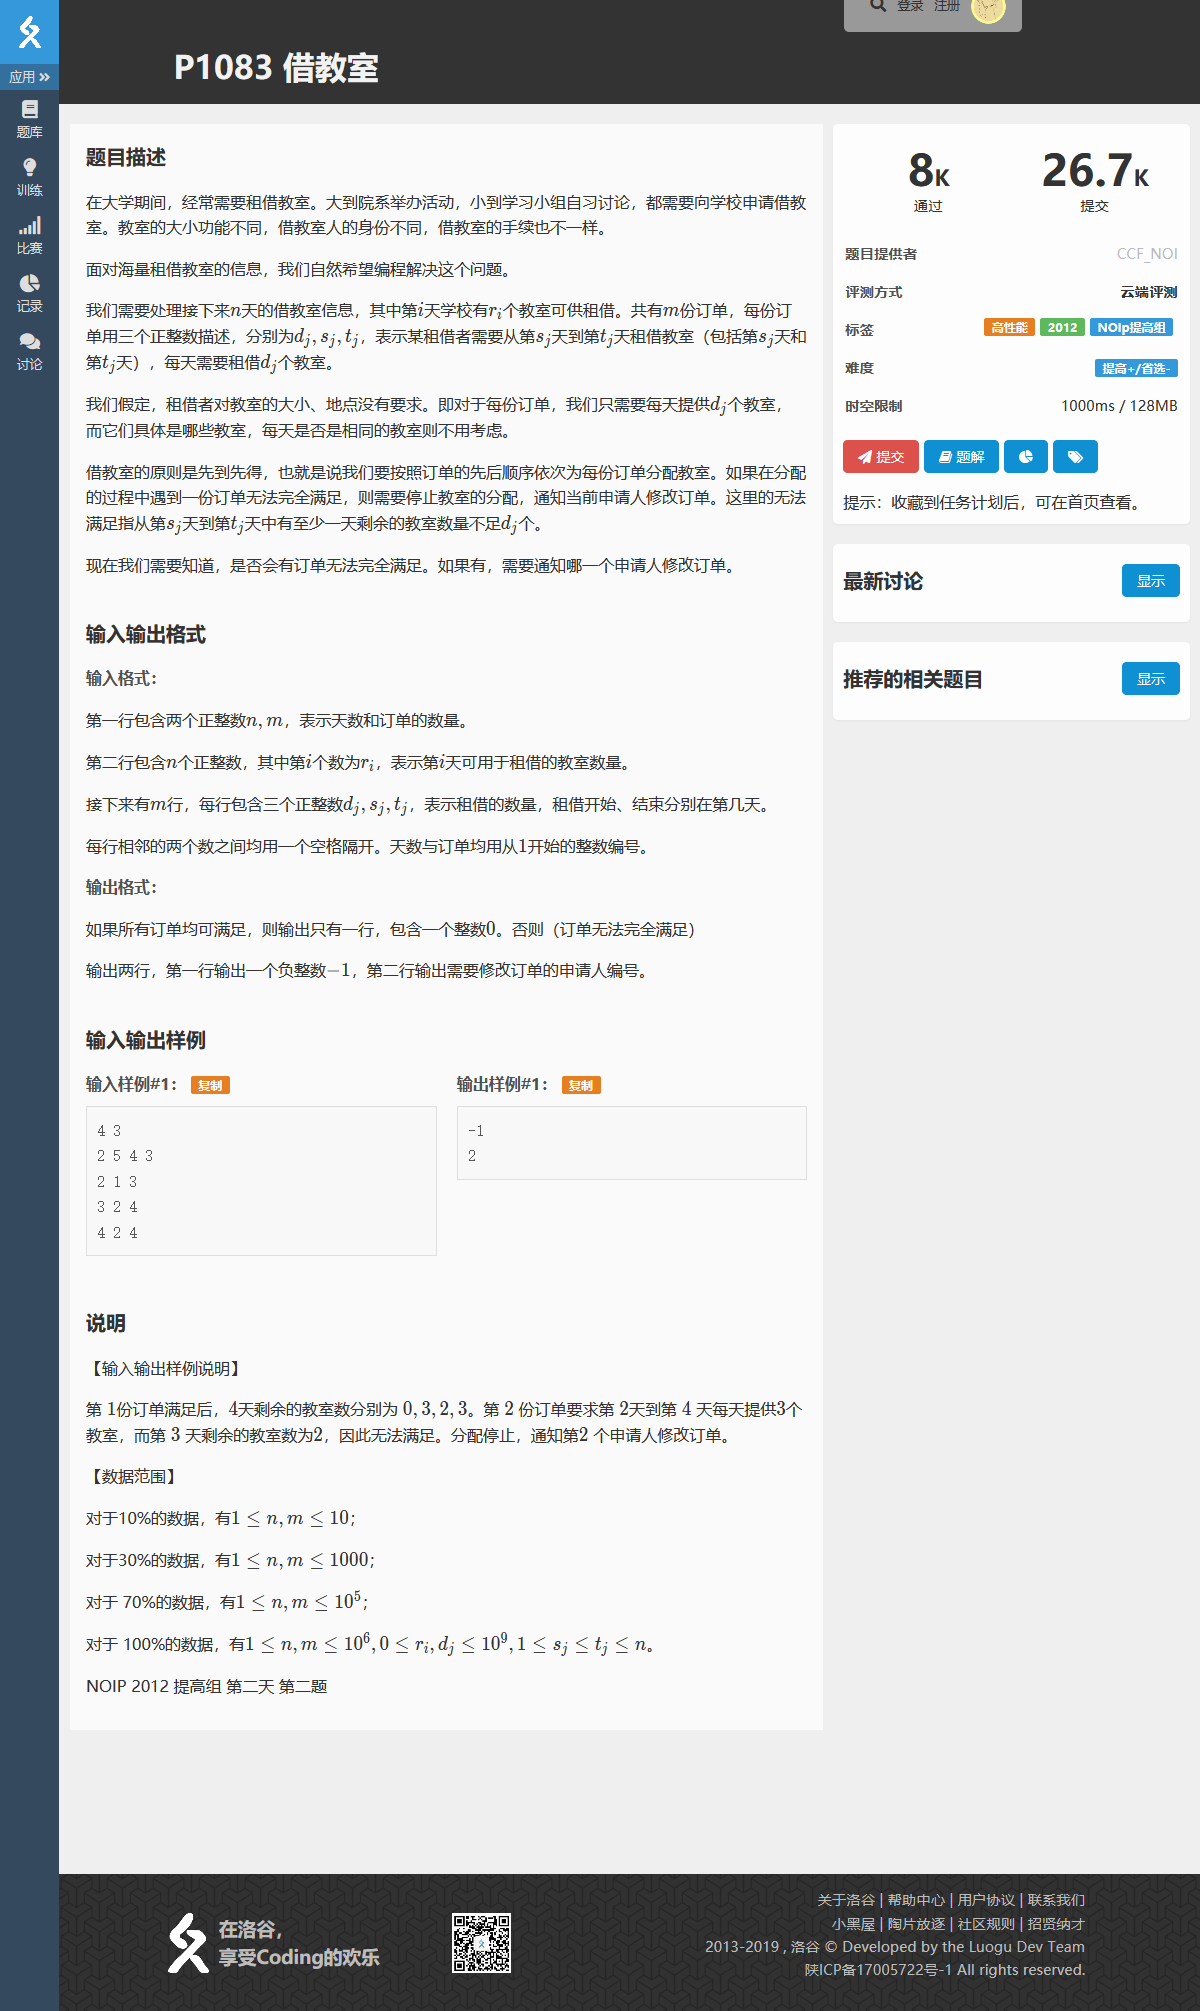 登录 注册
应用
题库
训练
比赛
记录
讨论
P1083 借教室
题目描述
在大学期间，经常需要租借教室。大到院系举办活动，小到学习小组自习讨论，都需要向学校申请借教
室。教室的大小功能不同，借教室人的身份不同，借教室的手续也不一样。
面对海量租借教室的信息，我们自然希望编程解决这个问题。
我们需要处理接下来n天的借教室信息，其中第i天学校有r_i个教室可供租借。共有m份订单，每份订
单用三个正整数描述，分别为d_j, s_j, t_j，表示某租借者需要从第s_j天到第t_j天租借教室（包括第s_j天和
第t_j天），每天需要租借d_j个教室。
我们假定，租借者对教室的大小、地点没有要求。即对于每份订单，我们只需要每天提供d_j个教室，
而它们具体是哪些教室，每天是否是相同的教室则不用考虑。
借教室的原则是先到先得，也就是说我们要按照订单的先后顺序依次为每份订单分配教室。如果在分配
的过程中遇到一份订单无法完全满足，则需要停止教室的分配，通知当前申请人修改订单。这里的无法
满足指从第s_j天到第t_j天中有至少一天剩余的教室数量不足d_j个。
现在我们需要知道，是否会有订单无法完全满足。如果有，需要通知哪一个申请人修改订单。
输入输出格式
输入格式：
第一行包含两个正整数n, m，表示天数和订单的数量。
第二行包含n个正整数，其中第i个数为r_i，表示第i天可用于租借的教室数量。
接下来有m行，每行包含三个正整数d_j, s_j, t_j，表示租借的数量，租借开始、结束分别在第几天。
每行相邻的两个数之间均用一个空格隔开。天数与订单均用从1开始的整数编号。
输出格式：
如果所有订单均可满足，则输出只有一行，包含一个整数0。否则（订单无法完全满足）
输出两行，第一行输出一个负整数−1，第二行输出需要修改订单的申请人编号。
输入输出样例
输入样例#1： 复制
4 3
2 5 4 3
2 1 3
3 2 4
4 2 4
输出样例#1： 复制
-1
2
说明
【输入输出样例说明】
第 1份订单满足后，4天剩余的教室数分别为 0, 3, 2, 3。第 2 份订单要求第 2天到第 4 天每天提供3个
教室，而第 3 天剩余的教室数为2，因此无法满足。分配停止，通知第2 个申请人修改订单。
【数据范围】
对于10%的数据，有1 ≤ n, m ≤ 10；
对于30%的数据，有1 ≤ n, m ≤ 1000；
对于 70%的数据，有1 ≤ n, m ≤ 10^5；
对于 100%的数据，有1 ≤ n, m ≤ 10^6, 0 ≤ r_i, d_j ≤ 10^9, 1 ≤ s_j ≤ t_j ≤ n。
NOIP 2012 提高组 第二天 第二题
8K 26.7K
通过 提交
题目提供者 CCF_NOI
评测方式 云端评测
标签 高性能 2012 NOIp提高组
难度 提高+/省选-
时空限制 1000ms / 128MB
提交 题解
提示：收藏到任务计划后，可在首页查看。
最新讨论 显示
推荐的相关题目 显示
在洛谷，
享受Coding的欢乐
关于洛谷 | 帮助中心 | 用户协议 | 联系我们
小黑屋 | 陶片放逐 | 社区规则 | 招贤纳才
2013-2019 , 洛谷 © Developed by the Luogu Dev Team
陕ICP备17005722号-1 All rights reserved.